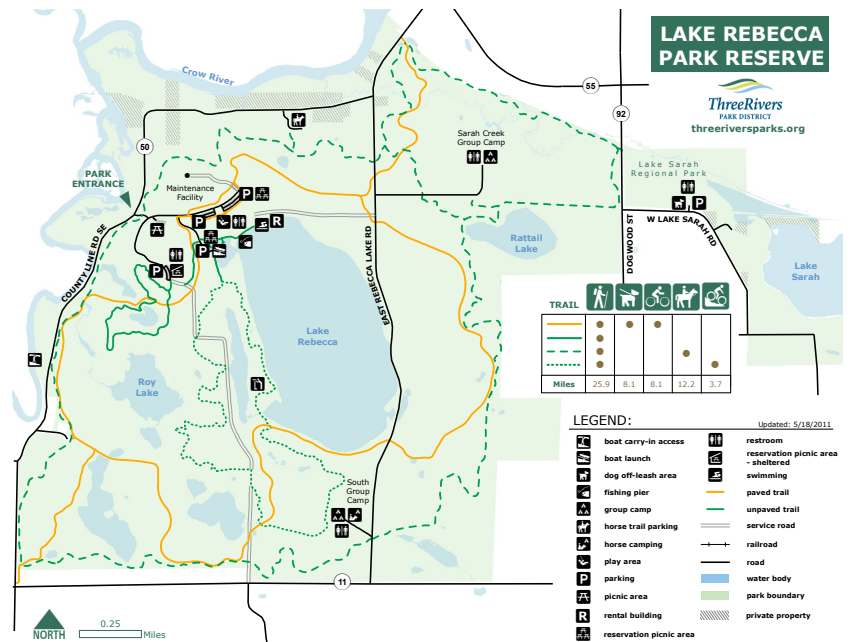 LAKE REBECCA
PARK RESERVE
ThreeRivers
PARK DISTRICT
threeriversparks.org
Crow River
55
92
50
Sarah Creek
Group Camp
Lake Sarah
Regional Park
PARK
ENTRANCE
Maintenance
Facility
P
P
R
P
P
P
COUNTY LINE RD SE
EAST REBECCA LAKE RD
DOGWOOD ST
W LAKE SARAH RD
Rattail
Lake
Lake
Sarah
Lake
Rebecca
Roy
Lake
South
Group
Camp
11
TRAIL
Miles 25.9 8.1 8.1 12.2 3.7
LEGEND:
Updated: 5/18/2011
boat carry-in access
boat launch
dog off-leash area
fishing pier
group camp
horse trail parking
horse camping
play area
P parking
picnic area
R rental building
reservation picnic area
restroom
reservation picnic area
- sheltered
swimming
paved trail
unpaved trail
service road
railroad
road
water body
park boundary
private property
NORTH
0.25
Miles